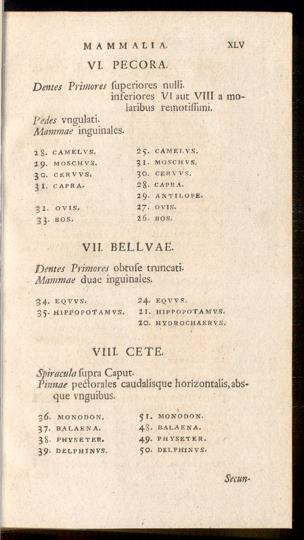 MAMMALIA. XLV
VI. PECORA.
Dentes Primores ſuperiores nulli.
inferiores VI aut VIII a mo-
laribus remotiſſimi.
Pedes vngulati.
Mammae inguinales.
28. CAMELVS. 25. CAMELVS.
29. MOSCHVS. 31. MOSCHVS.
30. CERVVS. 30. CERVVS.
31. CAPRA. 28. CAPRA.
29. ANTILOPE.
32. OVIS. 27. OVIS.
33. BOS. 26. BOS.
VII. BELLVAE.
Dentes Primores obtuſe truncati.
Mammae duae inguinales.
34. EQVVS. 24. EQVVS.
35. HIPPOPOTAMVS. 21. HIPPOPOTAMVS.
20. HYDROCHAERVS.
VIII. CETE.
Spiracula ſupra Caput.
Pinnae pectorales caudalisque horizontalis, abs-
que vnguibus.
36. MONODON. 51. MONODON.
37. BALAENA. 48. BALAENA.
38. PHYSETER. 49. PHYSETER.
39. DELPHINVS. 50. DELPHINVS.
Secun-